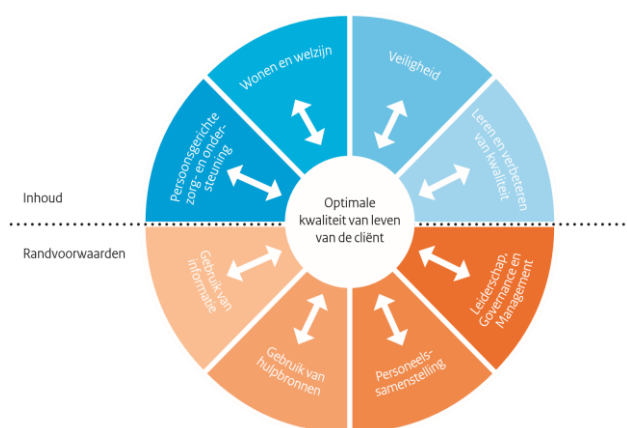 Wonen en welzijn
Veiligheid
Persoonsgerichte
zorg- en onder-
steuning
Leren en verbeteren
van kwaliteit
Inhoud
Optimale
kwaliteit van leven
van de cliënt
Randvoorwaarden
Gebruik van
informatie
Leiderschap,
Governance en
Management
Gebruik van
hulpbronnen
Personeels-
samenstelling